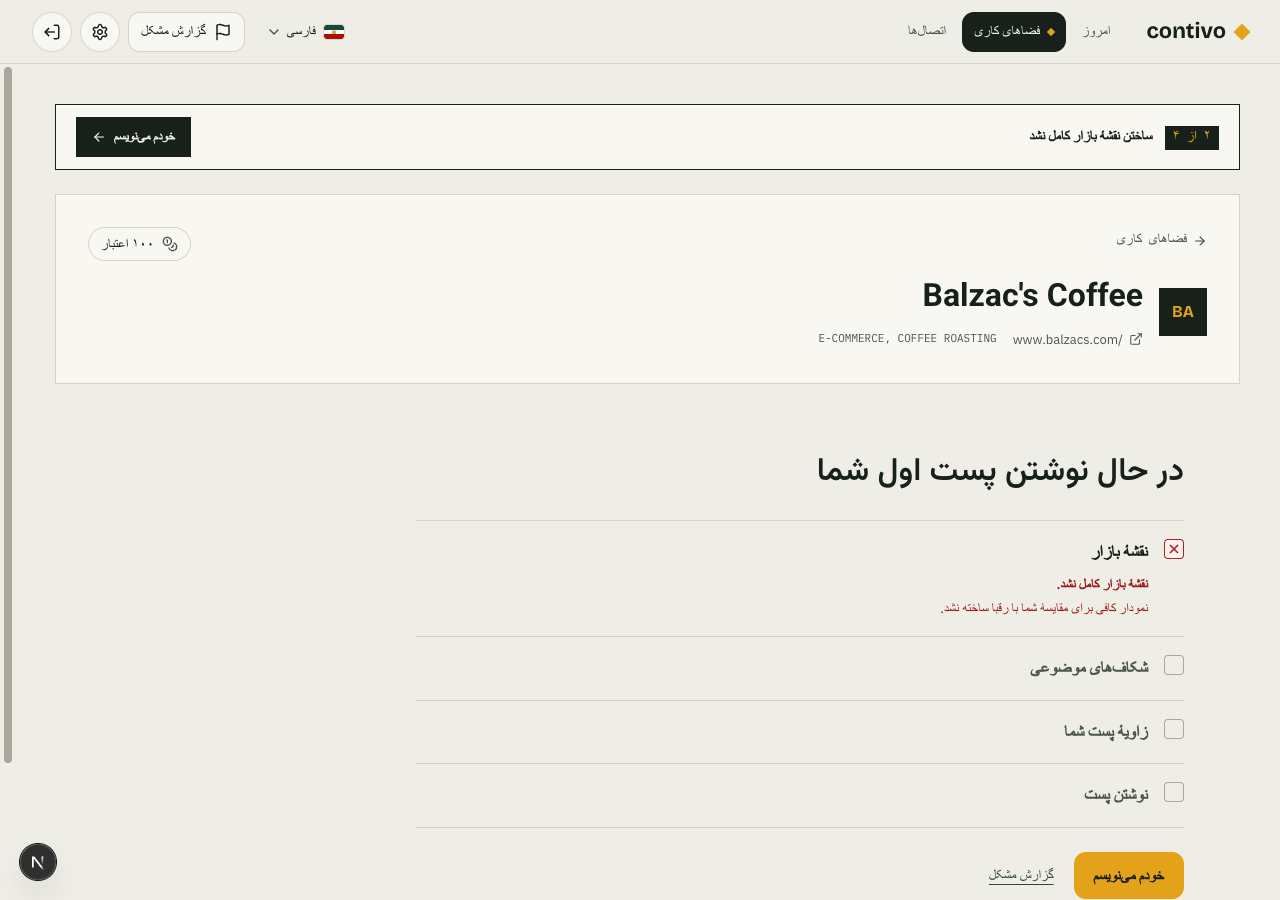 contivo
امروز
فضاهای کاری
اتصال‌ها
فارسی
گزارش مشکل
۲ از ۴
ساختن نقشهٔ بازار کامل نشد
خودم می‌نویسم
فضاهای کاری
۱۰۰ اعتبار
BA
Balzac's Coffee
www.balzacs.com/
E-COMMERCE, COFFEE ROASTING
در حال نوشتن پست اول شما
نقشهٔ بازار
نقشهٔ بازار کامل نشد.
نمودار کافی برای مقایسهٔ شما با رقبا ساخته نشد.
شکاف‌های موضوعی
زاویهٔ پست شما
نوشتن پست
خودم می‌نویسم
گزارش مشکل
N